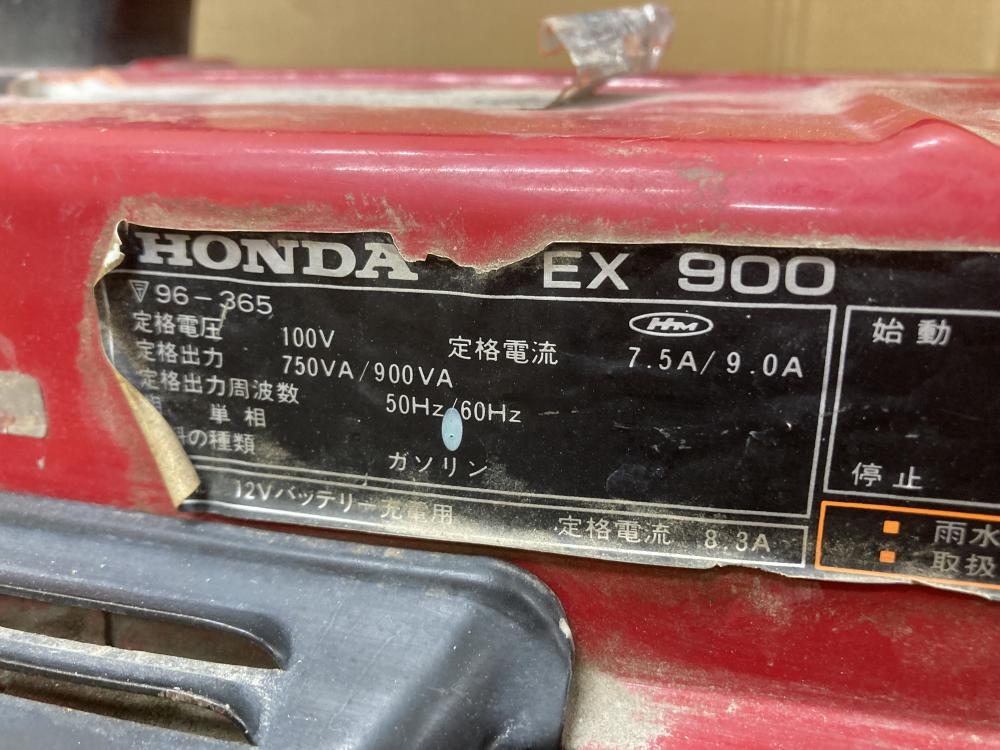 HONDA EX 900
▽96-365 HM
定格電圧 100V 定格電流 7.5A/9.0A
定格出力 750VA/900VA
定格出力周波数 50Hz/60Hz
単相
の種類 ガソリン
12Vバッテリー充電用 定格電流 8.3A
始動
停止
雨水
取扱